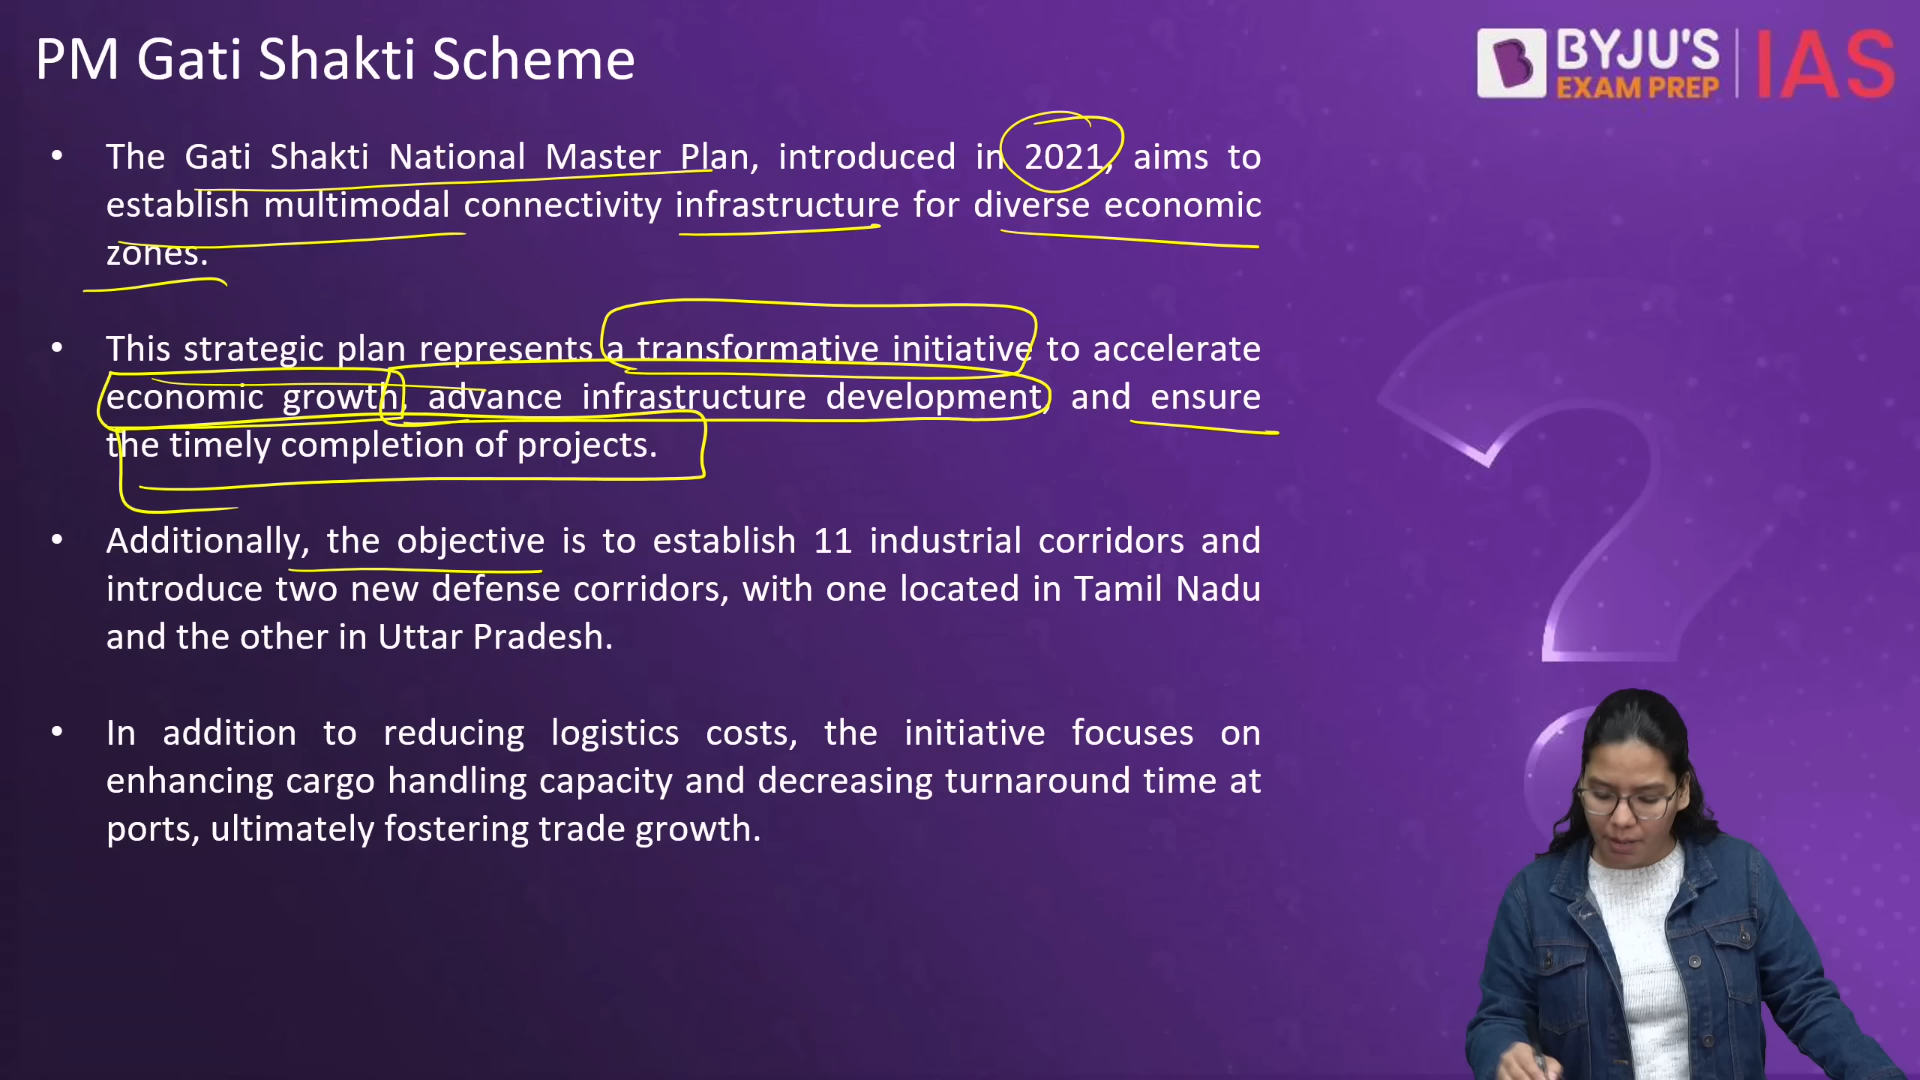 PM Gati Shakti Scheme
BYJU'S
EXAM PREP
IAS
• The Gati Shakti National Master Plan, introduced in 2021, aims to
establish multimodal connectivity infrastructure for diverse economic
zones.
• This strategic plan represents a transformative initiative to accelerate
economic growth, advance infrastructure development, and ensure
the timely completion of projects.
• Additionally, the objective is to establish 11 industrial corridors and
introduce two new defense corridors, with one located in Tamil Nadu
and the other in Uttar Pradesh.
• In addition to reducing logistics costs, the initiative focuses on
enhancing cargo handling capacity and decreasing turnaround time at
ports, ultimately fostering trade growth.